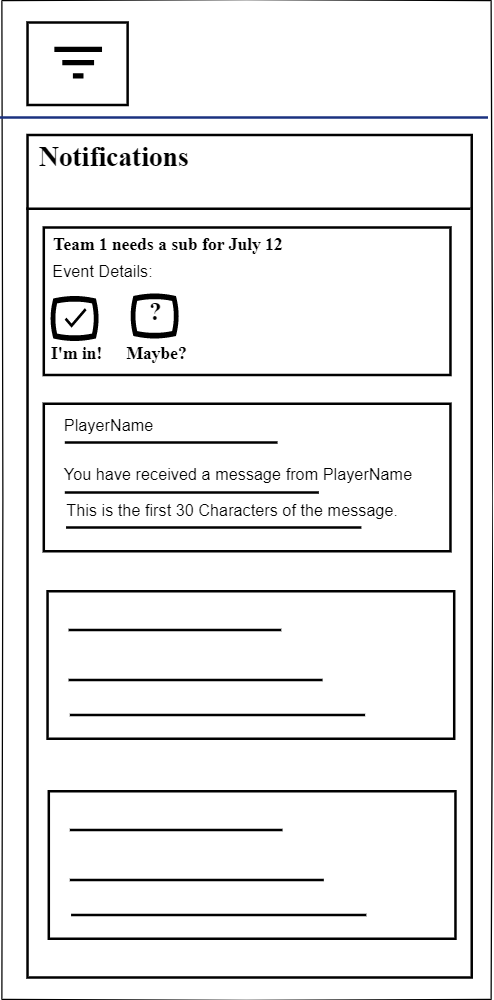 Notifications
Team 1 needs a sub for July 12
Event Details:
?
I'm in! Maybe?
PlayerName
You have received a message from PlayerName
This is the first 30 Characters of the message.